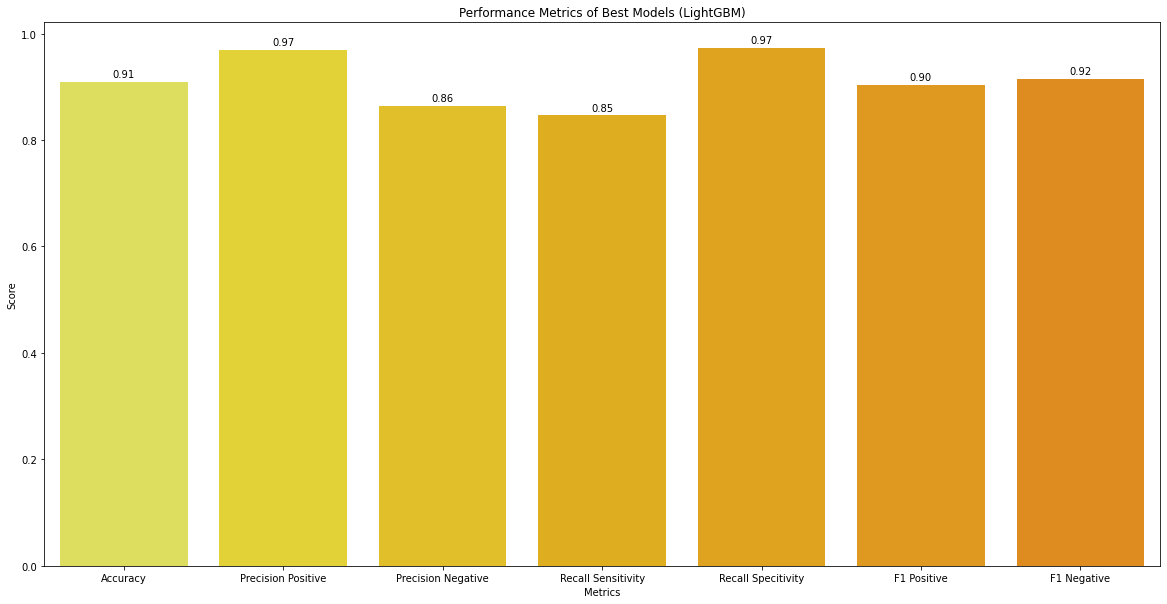 Performance Metrics of Best Models (LightGBM)
1.0
0.8
0.6
0.4
0.2
0.0
Score
0.91
0.97
0.86
0.85
0.97
0.90
0.92
Accuracy
Precision Positive
Precision Negative
Recall Sensitivity
Recall Specitivity
F1 Positive
F1 Negative
Metrics